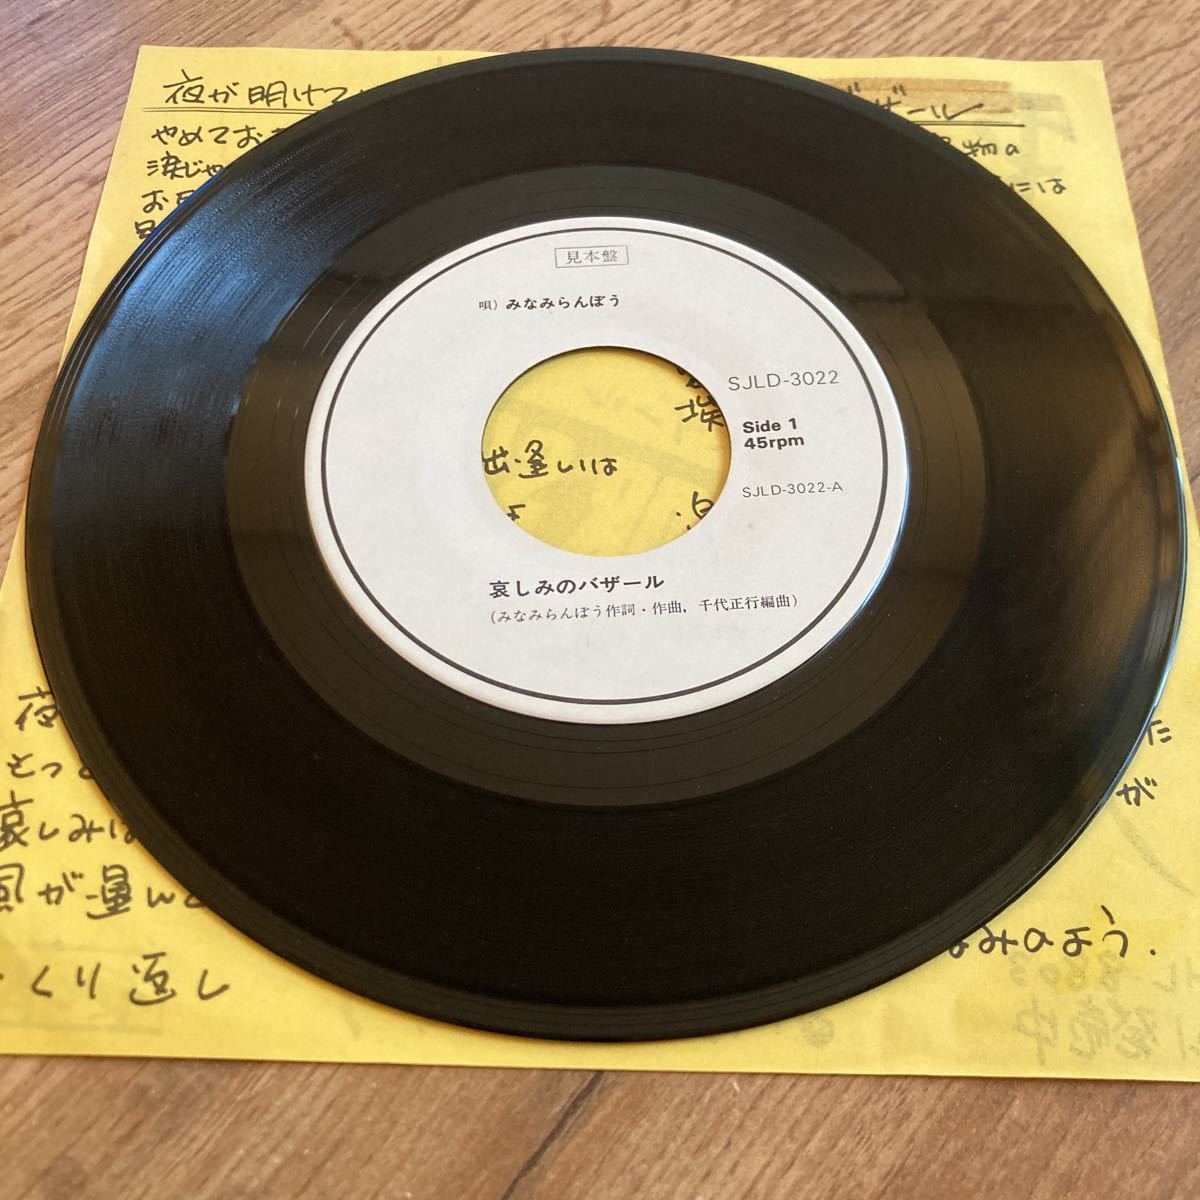 夜が明けて
ザール
やめてお
涙じゃ
には
見本盤
唄）みなみらんぼう
SJLD-3022
Side 1
45rpm
SJLD-3022-A
出逢いは
哀しみのバザール
（みなみらんぼう作詞・作曲，千代正行編曲）
夜
もっと
た
哀しみは
が
風が運んで
なみのよう．
くり返し